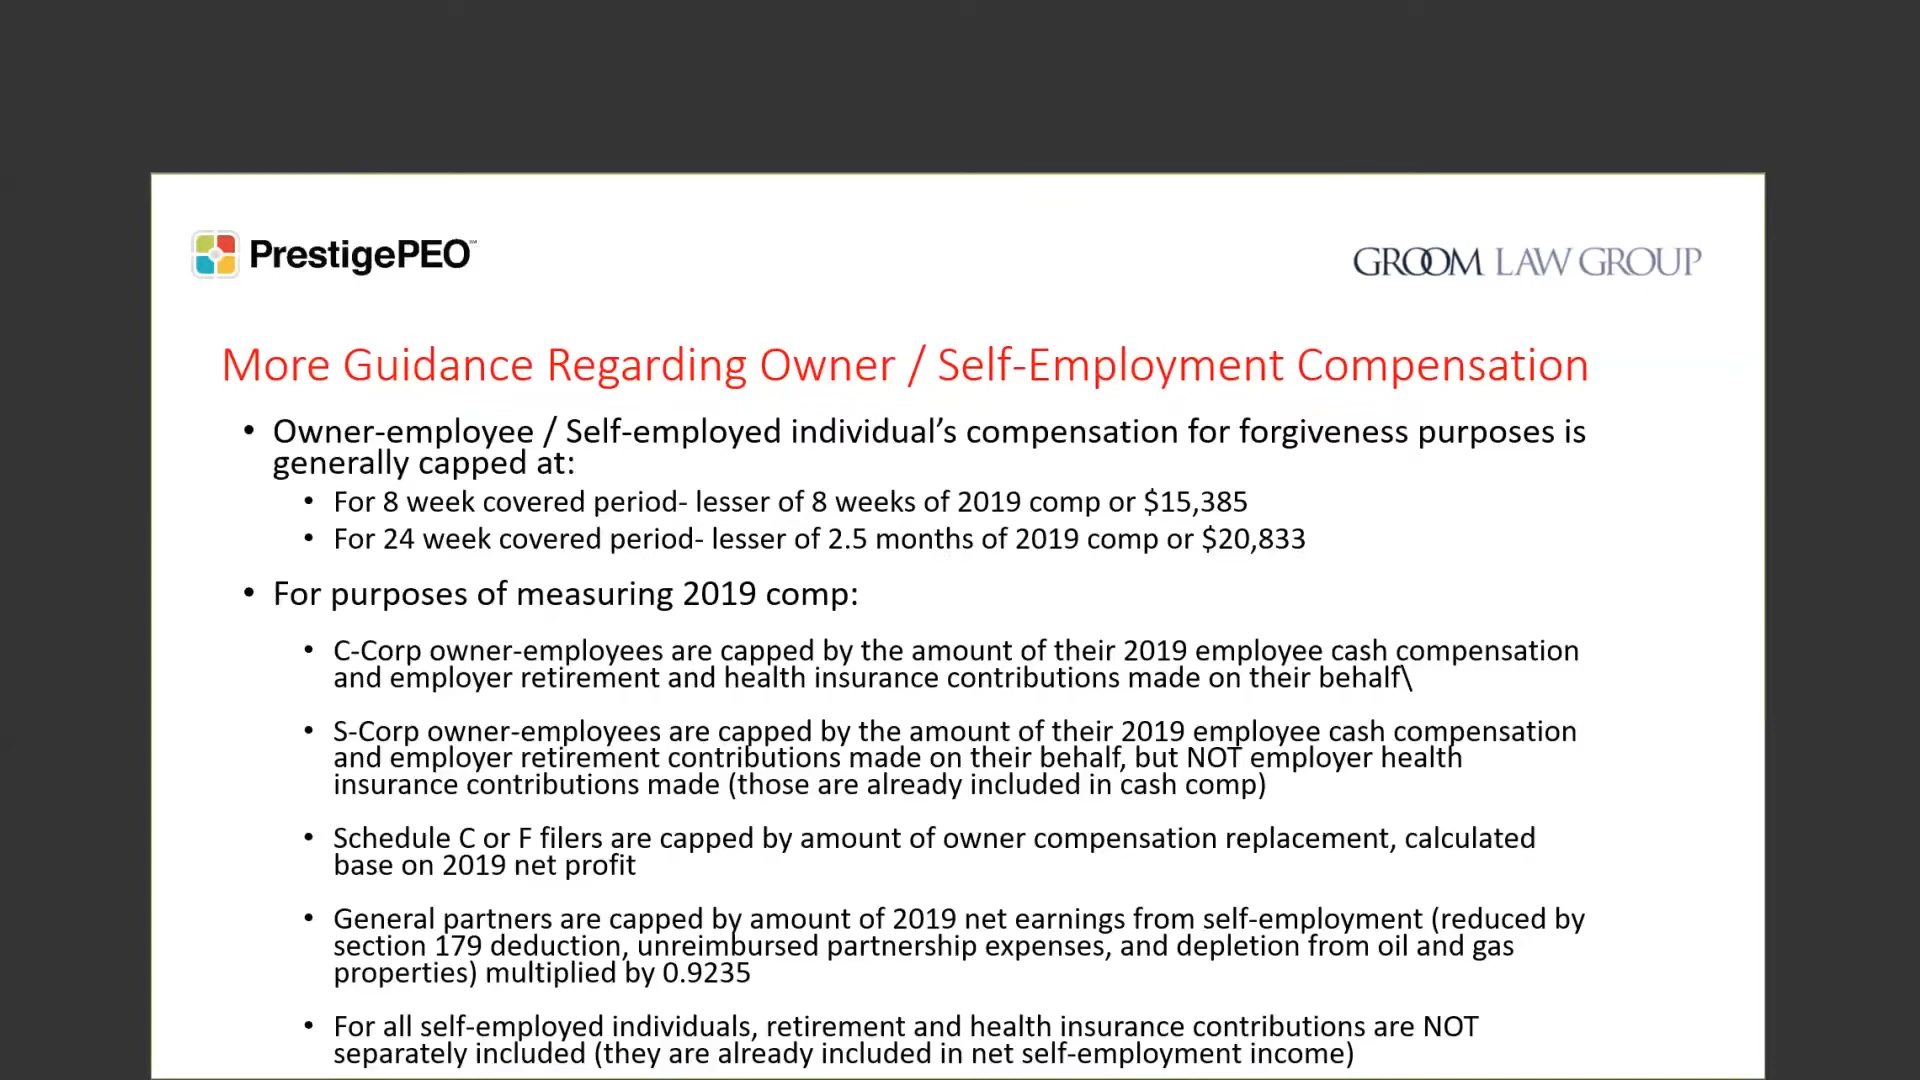 PrestigePEO
GROOM LAW GROUP
More Guidance Regarding Owner / Self-Employment Compensation
• Owner-employee / Self-employed individual’s compensation for forgiveness purposes is
generally capped at:
• For 8 week covered period- lesser of 8 weeks of 2019 comp or $15,385
• For 24 week covered period- lesser of 2.5 months of 2019 comp or $20,833
• For purposes of measuring 2019 comp:
• C-Corp owner-employees are capped by the amount of their 2019 employee cash compensation
and employer retirement and health insurance contributions made on their behalf\
• S-Corp owner-employees are capped by the amount of their 2019 employee cash compensation
and employer retirement contributions made on their behalf, but NOT employer health
insurance contributions made (those are already included in cash comp)
• Schedule C or F filers are capped by amount of owner compensation replacement, calculated
base on 2019 net profit
• General partners are capped by amount of 2019 net earnings from self-employment (reduced by
section 179 deduction, unreimbursed partnership expenses, and depletion from oil and gas
properties) multiplied by 0.9235
• For all self-employed individuals, retirement and health insurance contributions are NOT
separately included (they are already included in net self-employment income)